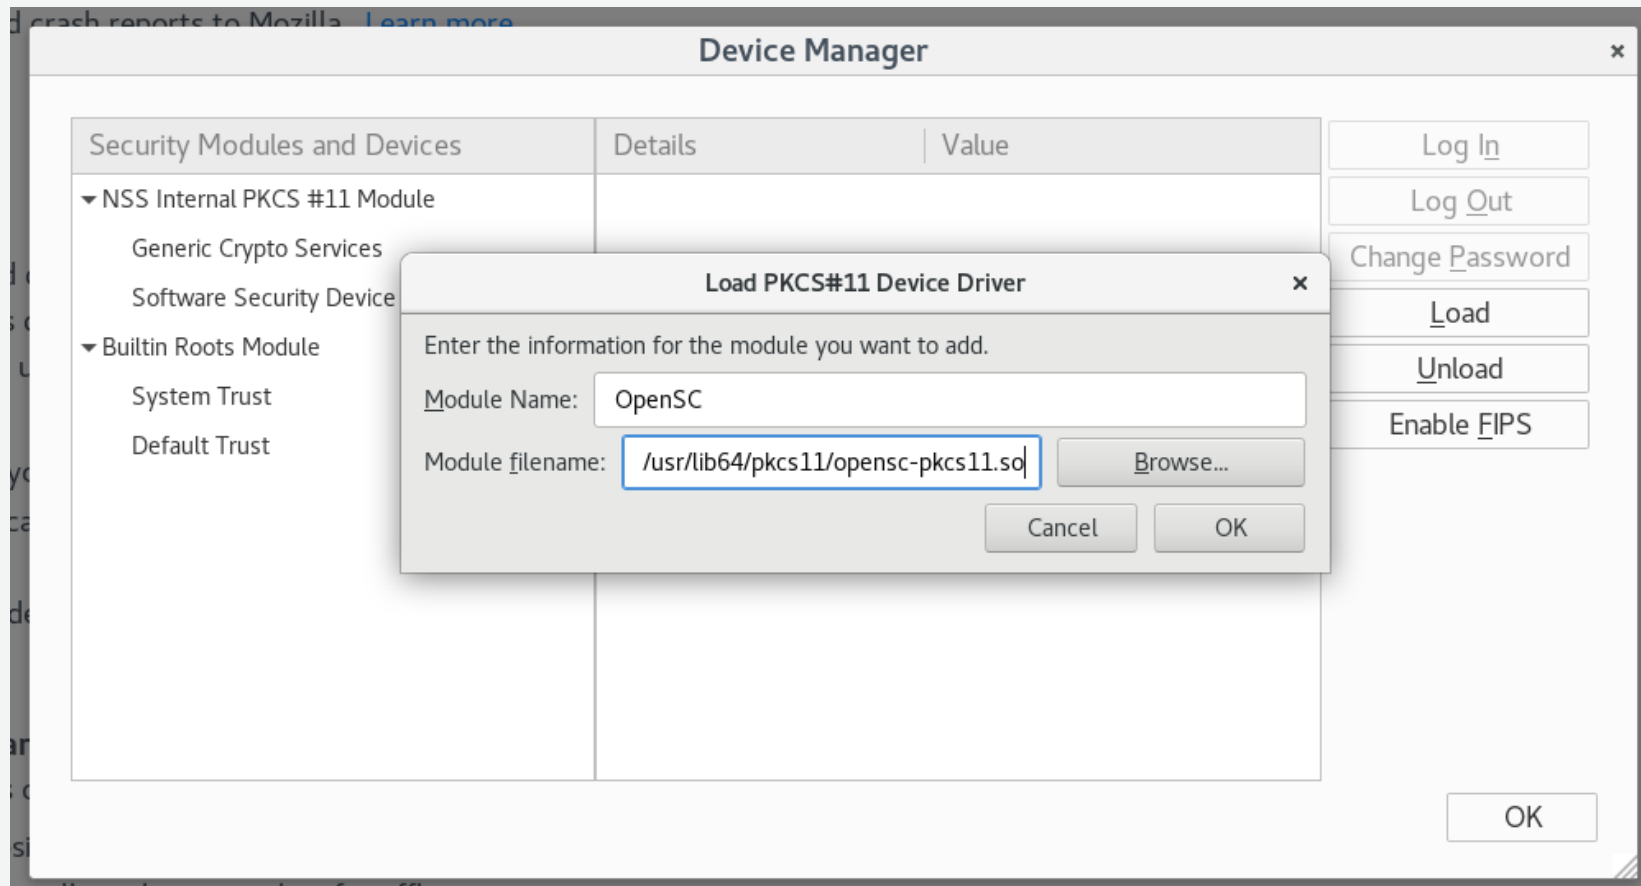 d crash reports to Mozilla Learn more
Device Manager
Security Modules and Devices
Details
Value
NSS Internal PKCS #11 Module
Generic Crypto Services
Software Security Device
Builtin Roots Module
System Trust
Default Trust
Log In
Log Out
Change Password
Load
Unload
Enable FIPS
Load PKCS#11 Device Driver
Enter the information for the module you want to add.
Module Name: OpenSC
Module filename: /usr/lib64/pkcs11/opensc-pkcs11.so
Browse...
Cancel
OK
OK